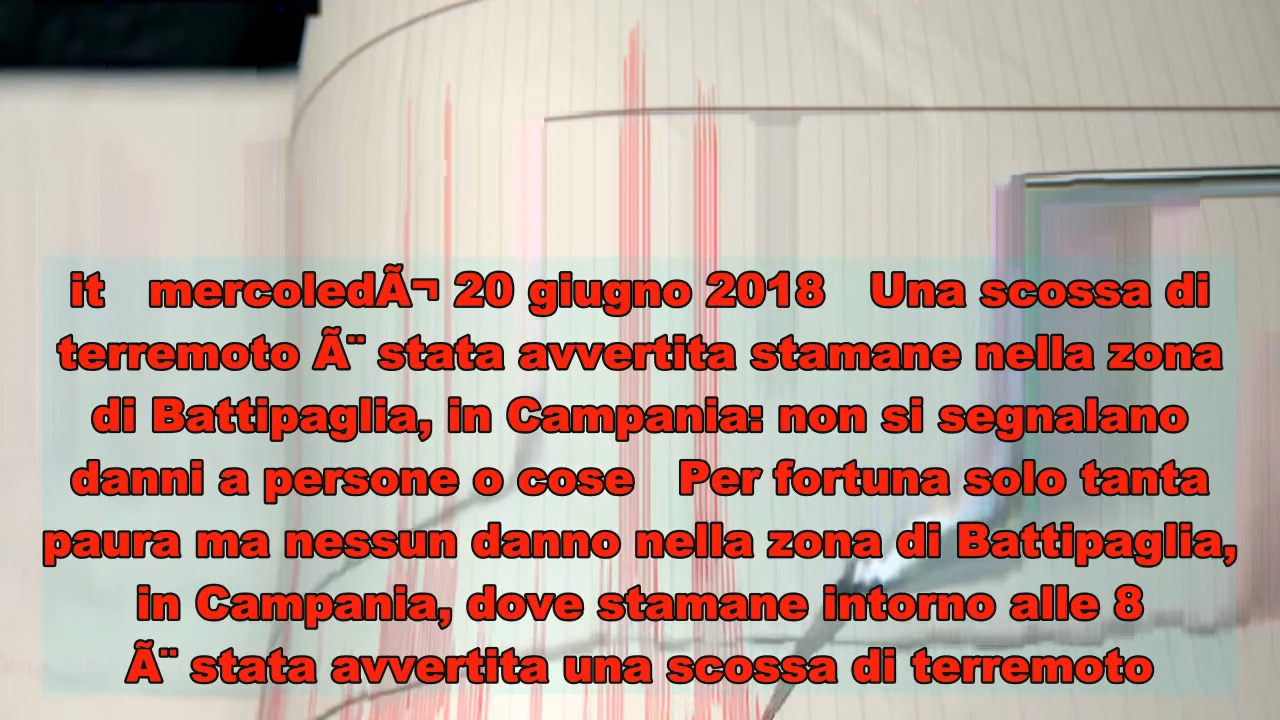 it mercoledÃ¬ 20 giugno 2018 Una scossa di
terremoto Ã¨ stata avvertita stamane nella zona
di Battipaglia, in Campania: non si segnalano
danni a persone o cose Per fortuna solo tanta
paura ma nessun danno nella zona di Battipaglia,
in Campania, dove stamane intorno alle 8
Ã¨ stata avvertita una scossa di terremoto